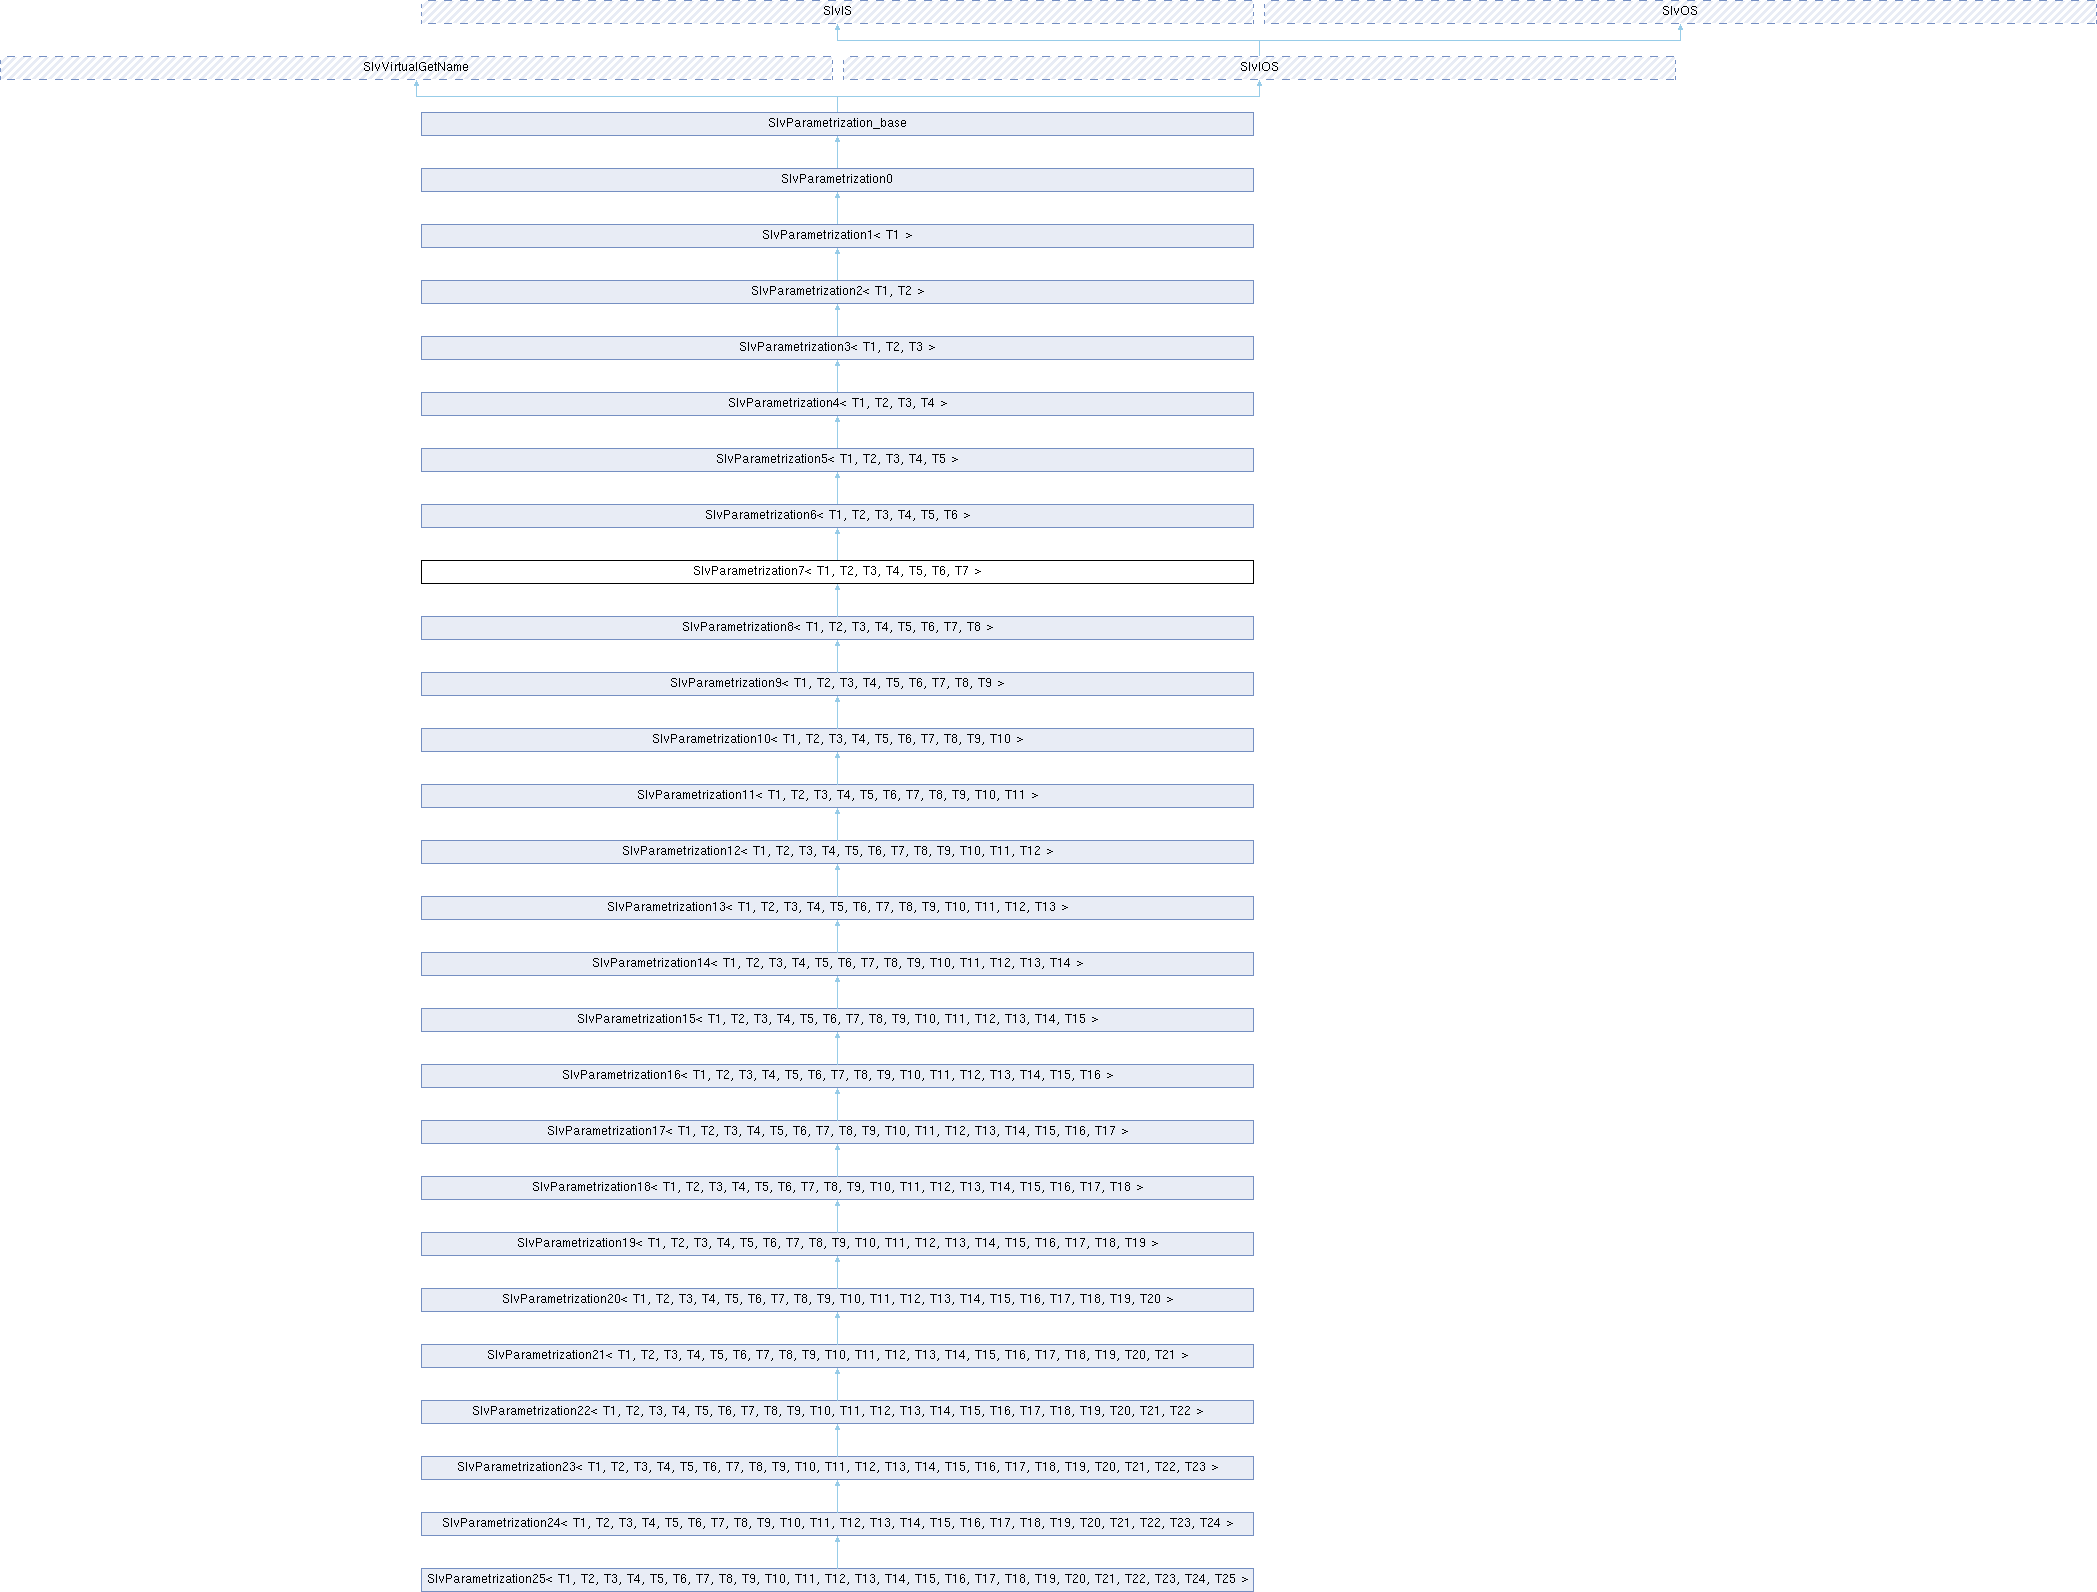 SlvIS
SlvOS
SlvVirtualGetName
SlvIOS
SlvParametrization_base
SlvParametrization0
SlvParametrization1< T1 >
SlvParametrization2< T1, T2 >
SlvParametrization3< T1, T2, T3 >
SlvParametrization4< T1, T2, T3, T4 >
SlvParametrization5< T1, T2, T3, T4, T5 >
SlvParametrization6< T1, T2, T3, T4, T5, T6 >
SlvParametrization7< T1, T2, T3, T4, T5, T6, T7 >
SlvParametrization8< T1, T2, T3, T4, T5, T6, T7, T8 >
SlvParametrization9< T1, T2, T3, T4, T5, T6, T7, T8, T9 >
SlvParametrization10< T1, T2, T3, T4, T5, T6, T7, T8, T9, T10 >
SlvParametrization11< T1, T2, T3, T4, T5, T6, T7, T8, T9, T10, T11 >
SlvParametrization12< T1, T2, T3, T4, T5, T6, T7, T8, T9, T10, T11, T12 >
SlvParametrization13< T1, T2, T3, T4, T5, T6, T7, T8, T9, T10, T11, T12, T13 >
SlvParametrization14< T1, T2, T3, T4, T5, T6, T7, T8, T9, T10, T11, T12, T13, T14 >
SlvParametrization15< T1, T2, T3, T4, T5, T6, T7, T8, T9, T10, T11, T12, T13, T14, T15 >
SlvParametrization16< T1, T2, T3, T4, T5, T6, T7, T8, T9, T10, T11, T12, T13, T14, T15, T16 >
SlvParametrization17< T1, T2, T3, T4, T5, T6, T7, T8, T9, T10, T11, T12, T13, T14, T15, T16, T17 >
SlvParametrization18< T1, T2, T3, T4, T5, T6, T7, T8, T9, T10, T11, T12, T13, T14, T15, T16, T17, T18 >
SlvParametrization19< T1, T2, T3, T4, T5, T6, T7, T8, T9, T10, T11, T12, T13, T14, T15, T16, T17, T18, T19 >
SlvParametrization20< T1, T2, T3, T4, T5, T6, T7, T8, T9, T10, T11, T12, T13, T14, T15, T16, T17, T18, T19, T20 >
SlvParametrization21< T1, T2, T3, T4, T5, T6, T7, T8, T9, T10, T11, T12, T13, T14, T15, T16, T17, T18, T19, T20, T21 >
SlvParametrization22< T1, T2, T3, T4, T5, T6, T7, T8, T9, T10, T11, T12, T13, T14, T15, T16, T17, T18, T19, T20, T21, T22 >
SlvParametrization23< T1, T2, T3, T4, T5, T6, T7, T8, T9, T10, T11, T12, T13, T14, T15, T16, T17, T18, T19, T20, T21, T22, T23 >
SlvParametrization24< T1, T2, T3, T4, T5, T6, T7, T8, T9, T10, T11, T12, T13, T14, T15, T16, T17, T18, T19, T20, T21, T22, T23, T24 >
SlvParametrization25< T1, T2, T3, T4, T5, T6, T7, T8, T9, T10, T11, T12, T13, T14, T15, T16, T17, T18, T19, T20, T21, T22, T23, T24, T25 >